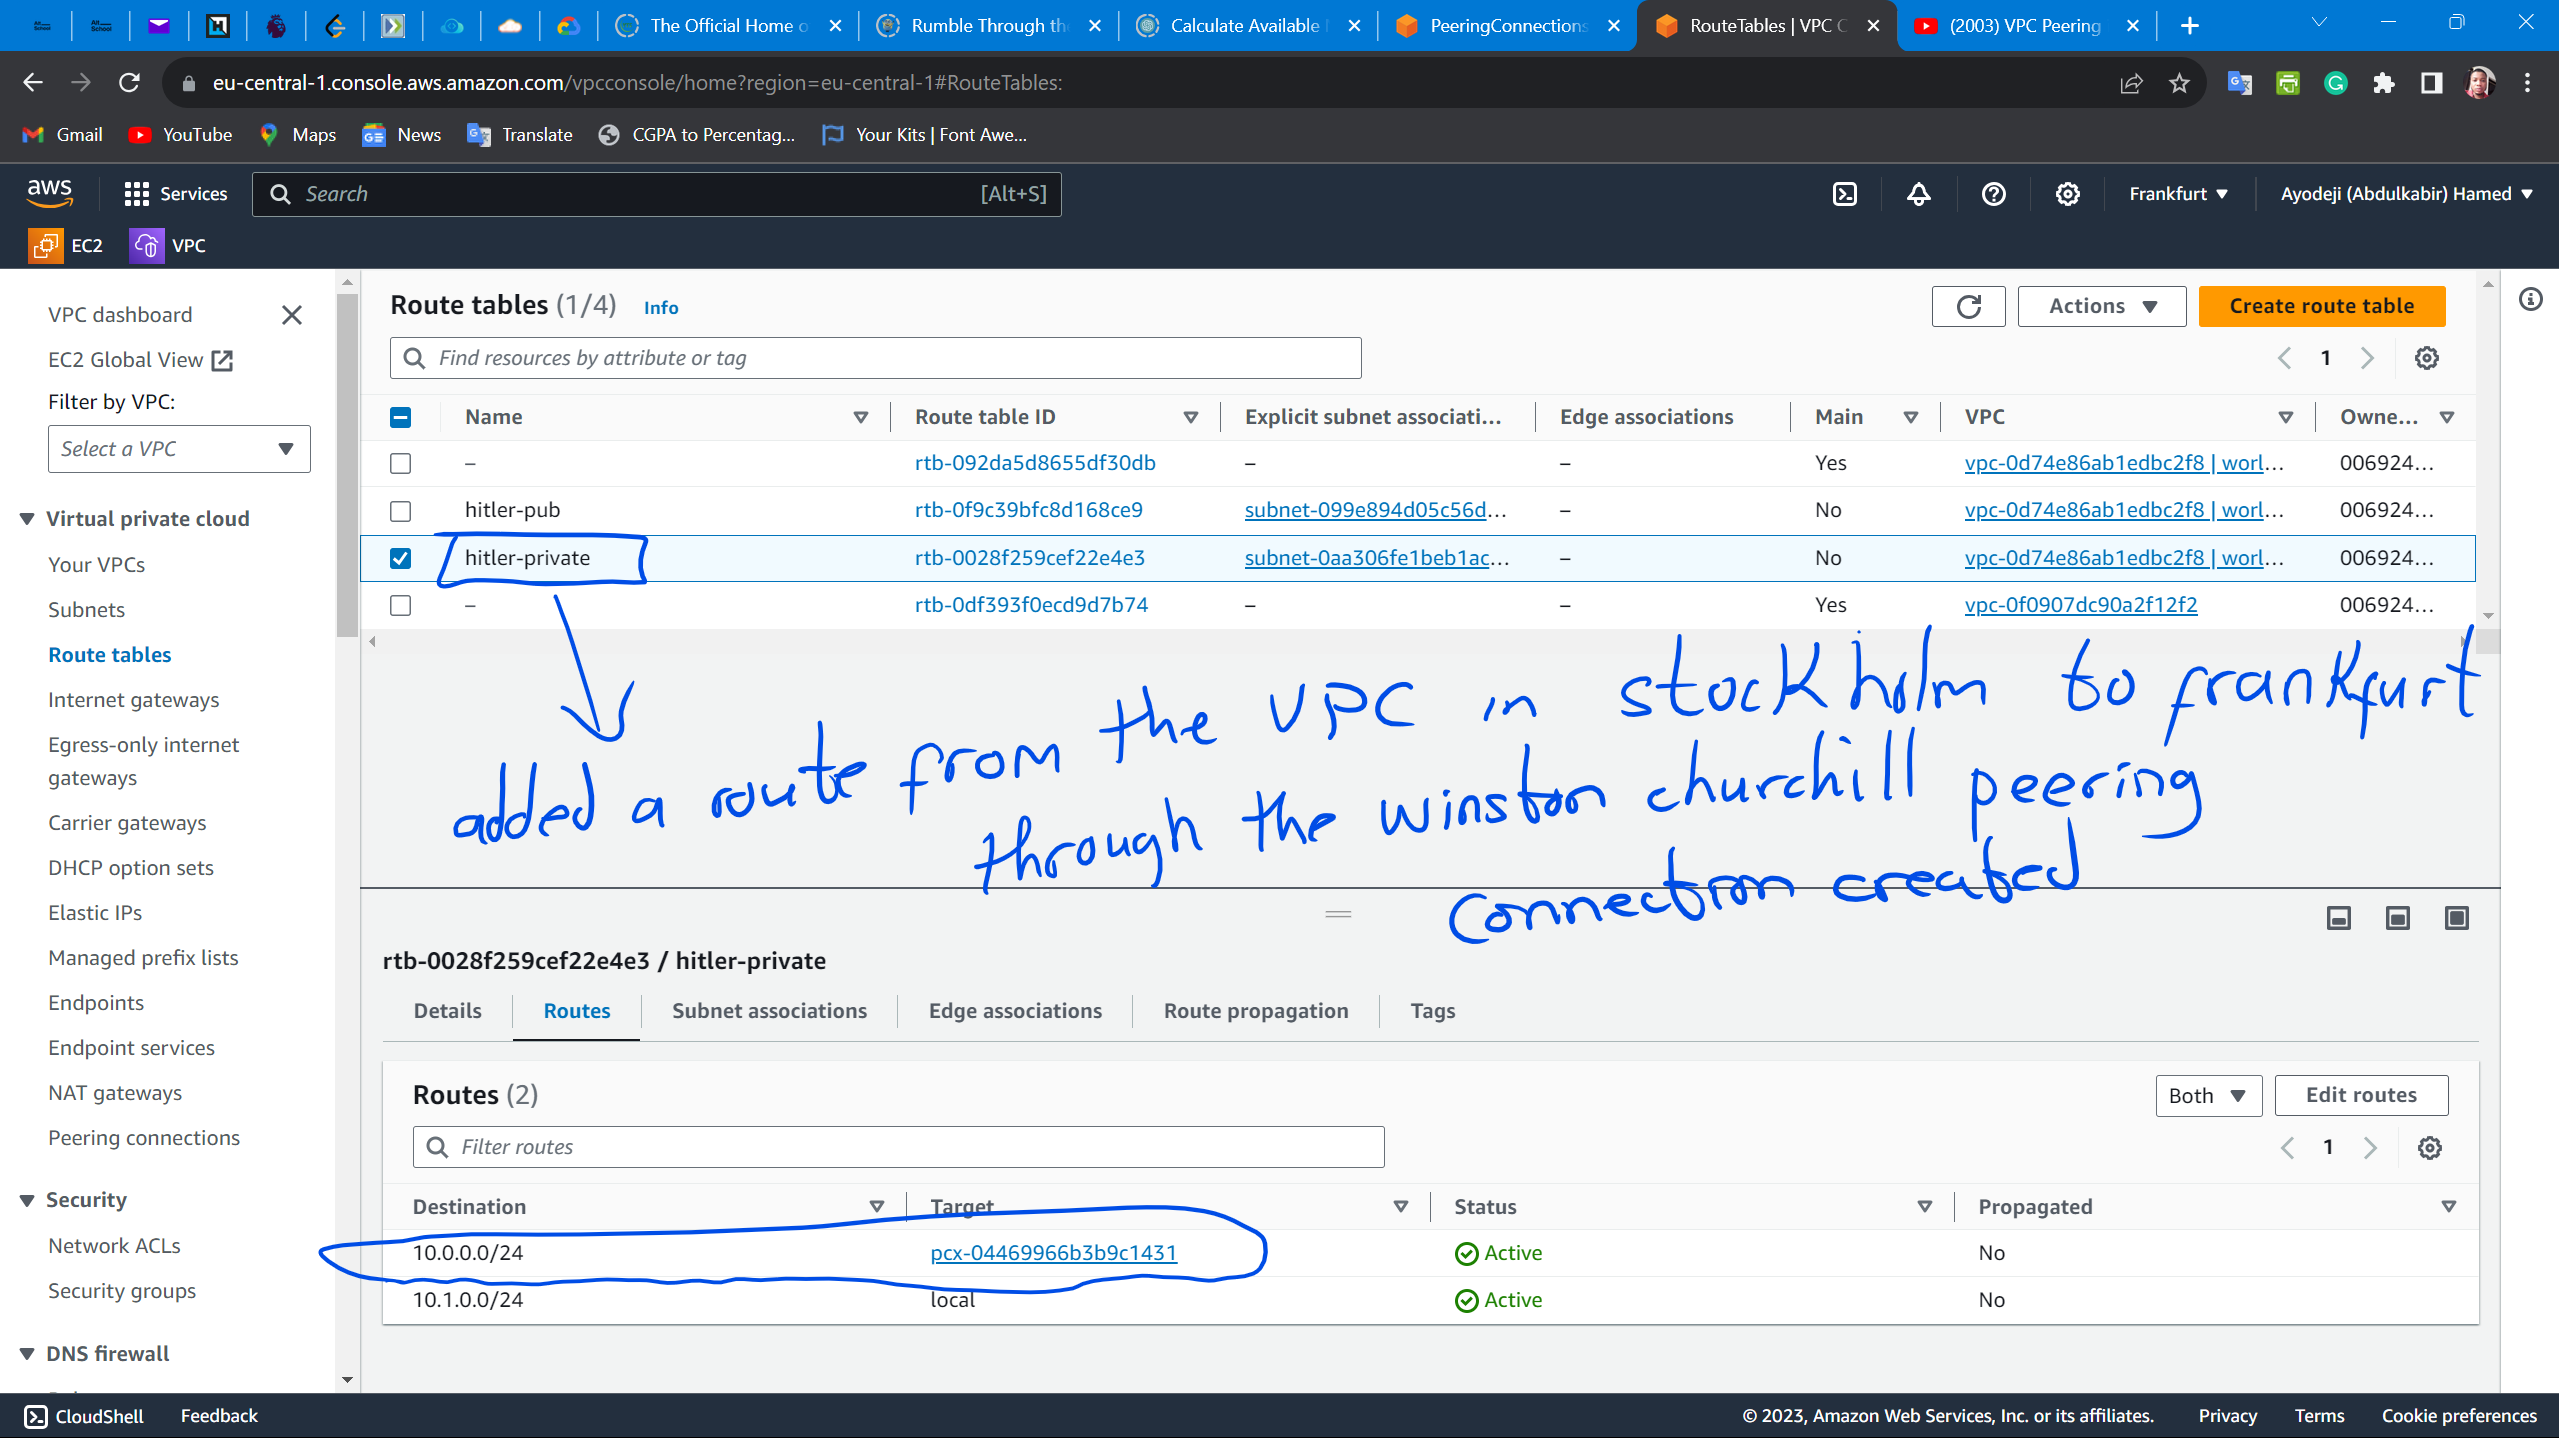 The Official Home o
Rumble Through th
Calculate Available
PeeringConnections
RouteTables | VPC C
(2003) VPC Peering
eu-central-1.console.aws.amazon.com/vpcconsole/home?region=eu-central-1#RouteTables:
Gmail
YouTube
Maps
News
Translate
CGPA to Percentag...
Your Kits | Font Awe...
aws
Services
Search
[Alt+S]
Frankfurt
Ayodeji (Abdulkabir) Hamed
EC2
VPC
VPC dashboard
EC2 Global View
Filter by VPC:
Select a VPC
Virtual private cloud
Your VPCs
Subnets
Route tables
Internet gateways
Egress-only internet
gateways
Carrier gateways
DHCP option sets
Elastic IPs
Managed prefix lists
Endpoints
Endpoint services
NAT gateways
Peering connections
Security
Network ACLs
Security groups
DNS firewall
Route tables (1/4) Info
Actions
Create route table
Find resources by attribute or tag
1
Name Route table ID Explicit subnet associati... Edge associations Main VPC Owne...
– rtb-092da5d8655df30db – – Yes vpc-0d74e86ab1edbc2f8 | worl... 006924...
hitler-pub rtb-0f9c39bfc8d168ce9 subnet-099e894d05c56d... – No vpc-0d74e86ab1edbc2f8 | worl... 006924...
hitler-private rtb-0028f259cef22e4e3 subnet-0aa306fe1beb1ac... – No vpc-0d74e86ab1edbc2f8 | worl... 006924...
– rtb-0df393f0ecd9d7b74 – – Yes vpc-0f0907dc90a2f12f2 006924...
added a route from the VPC in stockholm to frankfurt
through the winston churchill peering
connection created
rtb-0028f259cef22e4e3 / hitler-private
Details
Routes
Subnet associations
Edge associations
Route propagation
Tags
Routes (2)
Both
Edit routes
Filter routes
1
Destination Target Status Propagated
10.0.0.0/24 pcx-04469966b3b9c1431 Active No
10.1.0.0/24 local Active No
CloudShell
Feedback
© 2023, Amazon Web Services, Inc. or its affiliates.
Privacy
Terms
Cookie preferences